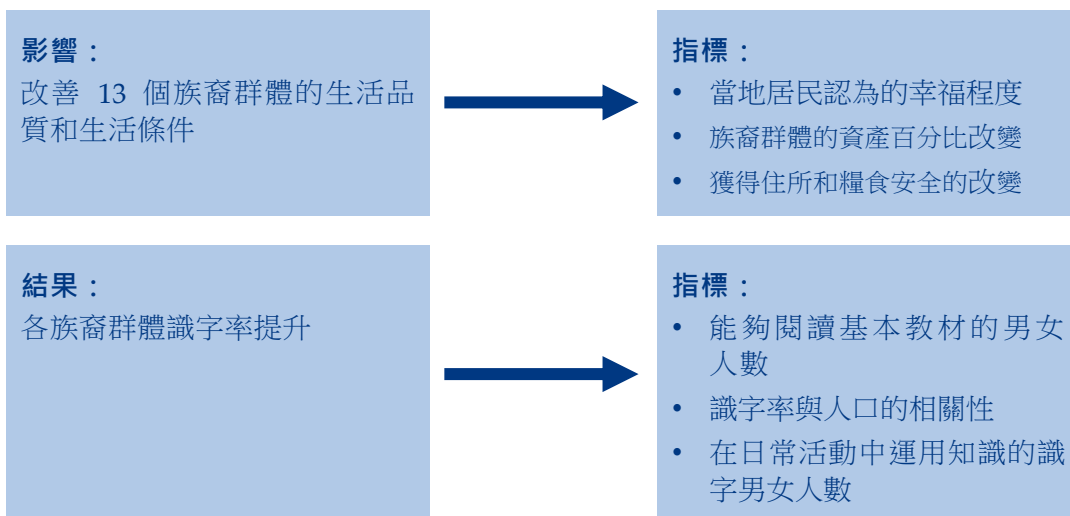 影響：
改善 13 個族裔群體的生活品
質和生活條件
指標：
• 當地居民認為的幸福程度
• 族裔群體的資產百分比改變
• 獲得住所和糧食安全的改變
結果：
各族裔群體識字率提升
指標：
• 能夠閱讀基本教材的男女
人數
• 識字率與人口的相關性
• 在日常活動中運用知識的識
字男女人數